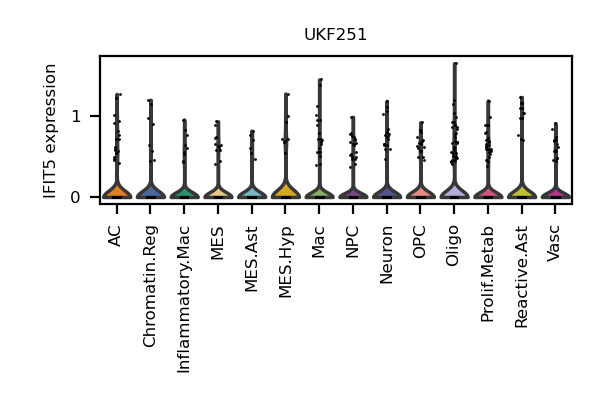 UKF251
IFIT5 expression
1
0
AC
Chromatin.Reg
Inflammatory.Mac
MES
MES.Ast
MES.Hyp
Mac
NPC
Neuron
OPC
Oligo
Prolif.Metab
Reactive.Ast
Vasc